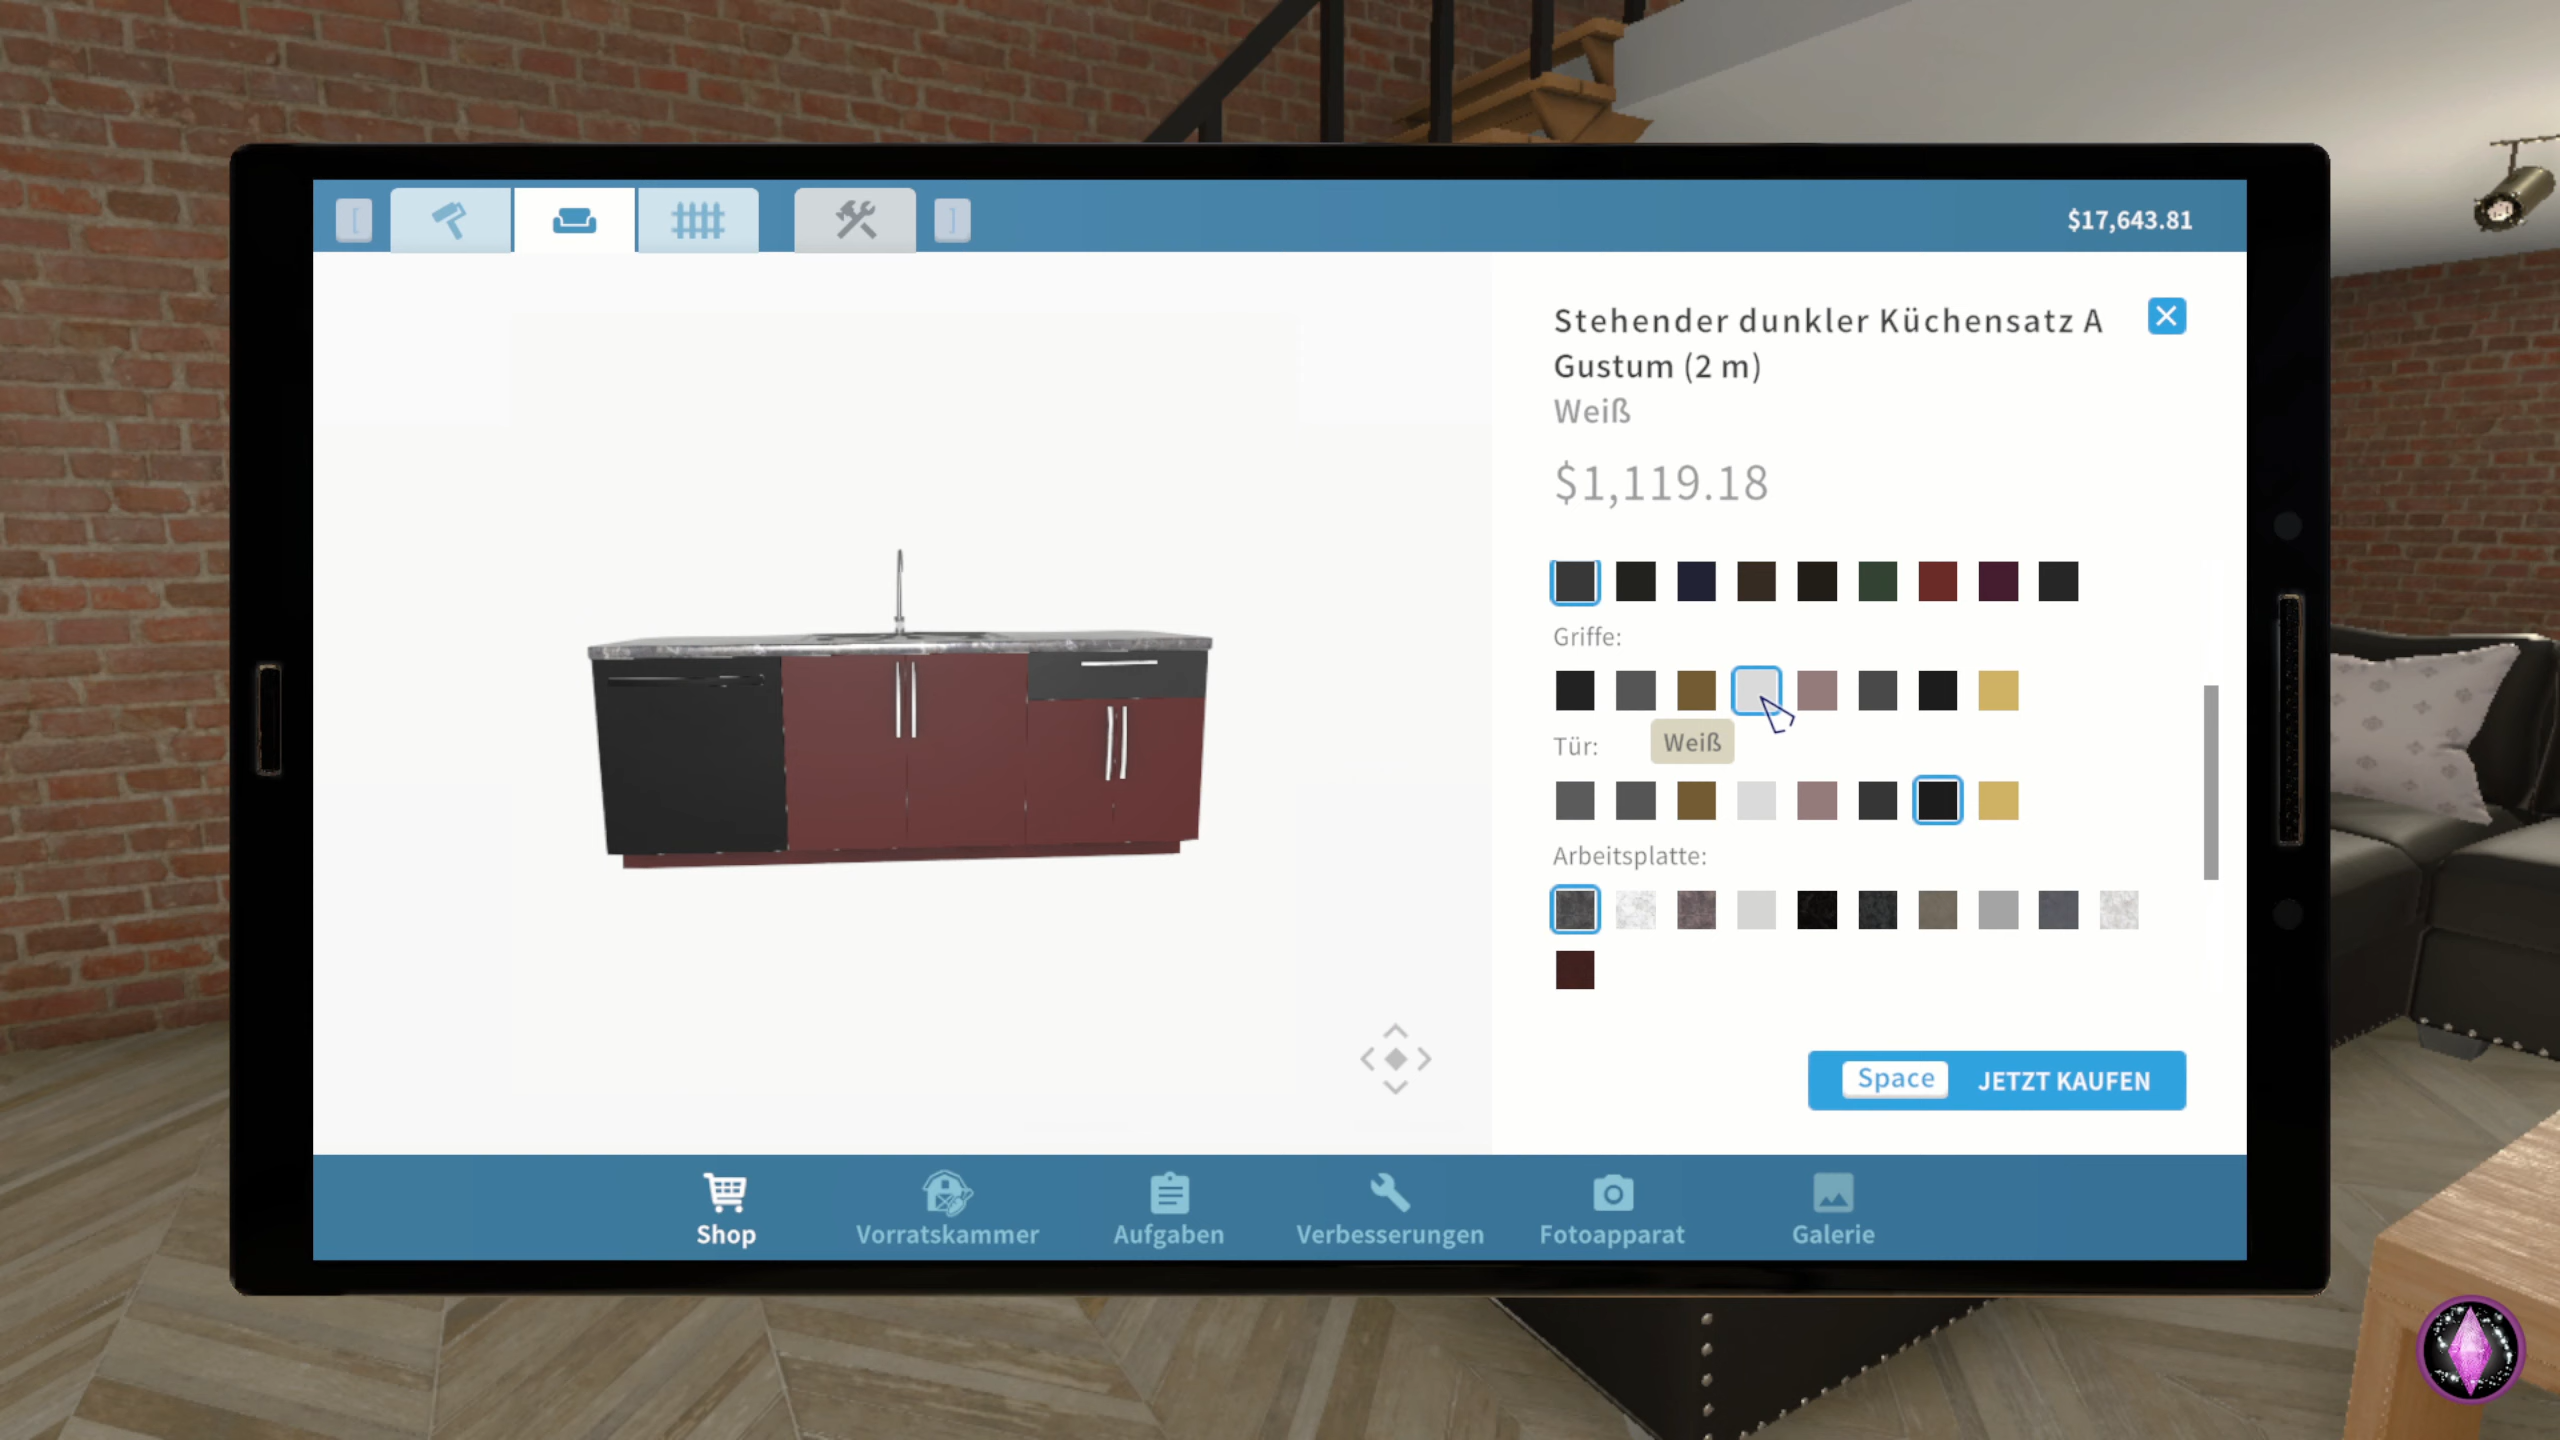 [
]
$17,643.81
Stehender dunkler Küchensatz A
Gustum (2 m)
Weiß
$1,119.18
Griffe:
Weiß
Tür:
Arbeitsplatte:
Space JETZT KAUFEN
Shop
Vorratskammer
Aufgaben
Verbesserungen
Fotoapparat
Galerie